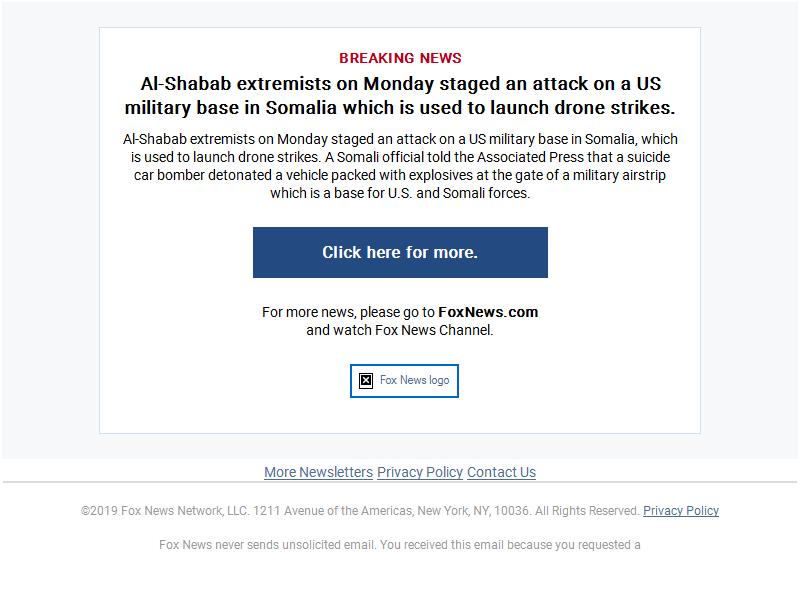 BREAKING NEWS
Al-Shabab extremists on Monday staged an attack on a US
military base in Somalia which is used to launch drone strikes.
Al-Shabab extremists on Monday staged an attack on a US military base in Somalia, which
is used to launch drone strikes. A Somali official told the Associated Press that a suicide
car bomber detonated a vehicle packed with explosives at the gate of a military airstrip
which is a base for U.S. and Somali forces.
Click here for more.
For more news, please go to FoxNews.com
and watch Fox News Channel.
Fox News logo
More Newsletters Privacy Policy Contact Us
©2019 Fox News Network, LLC. 1211 Avenue of the Americas, New York, NY, 10036. All Rights Reserved. Privacy Policy
Fox News never sends unsolicited email. You received this email because you requested a